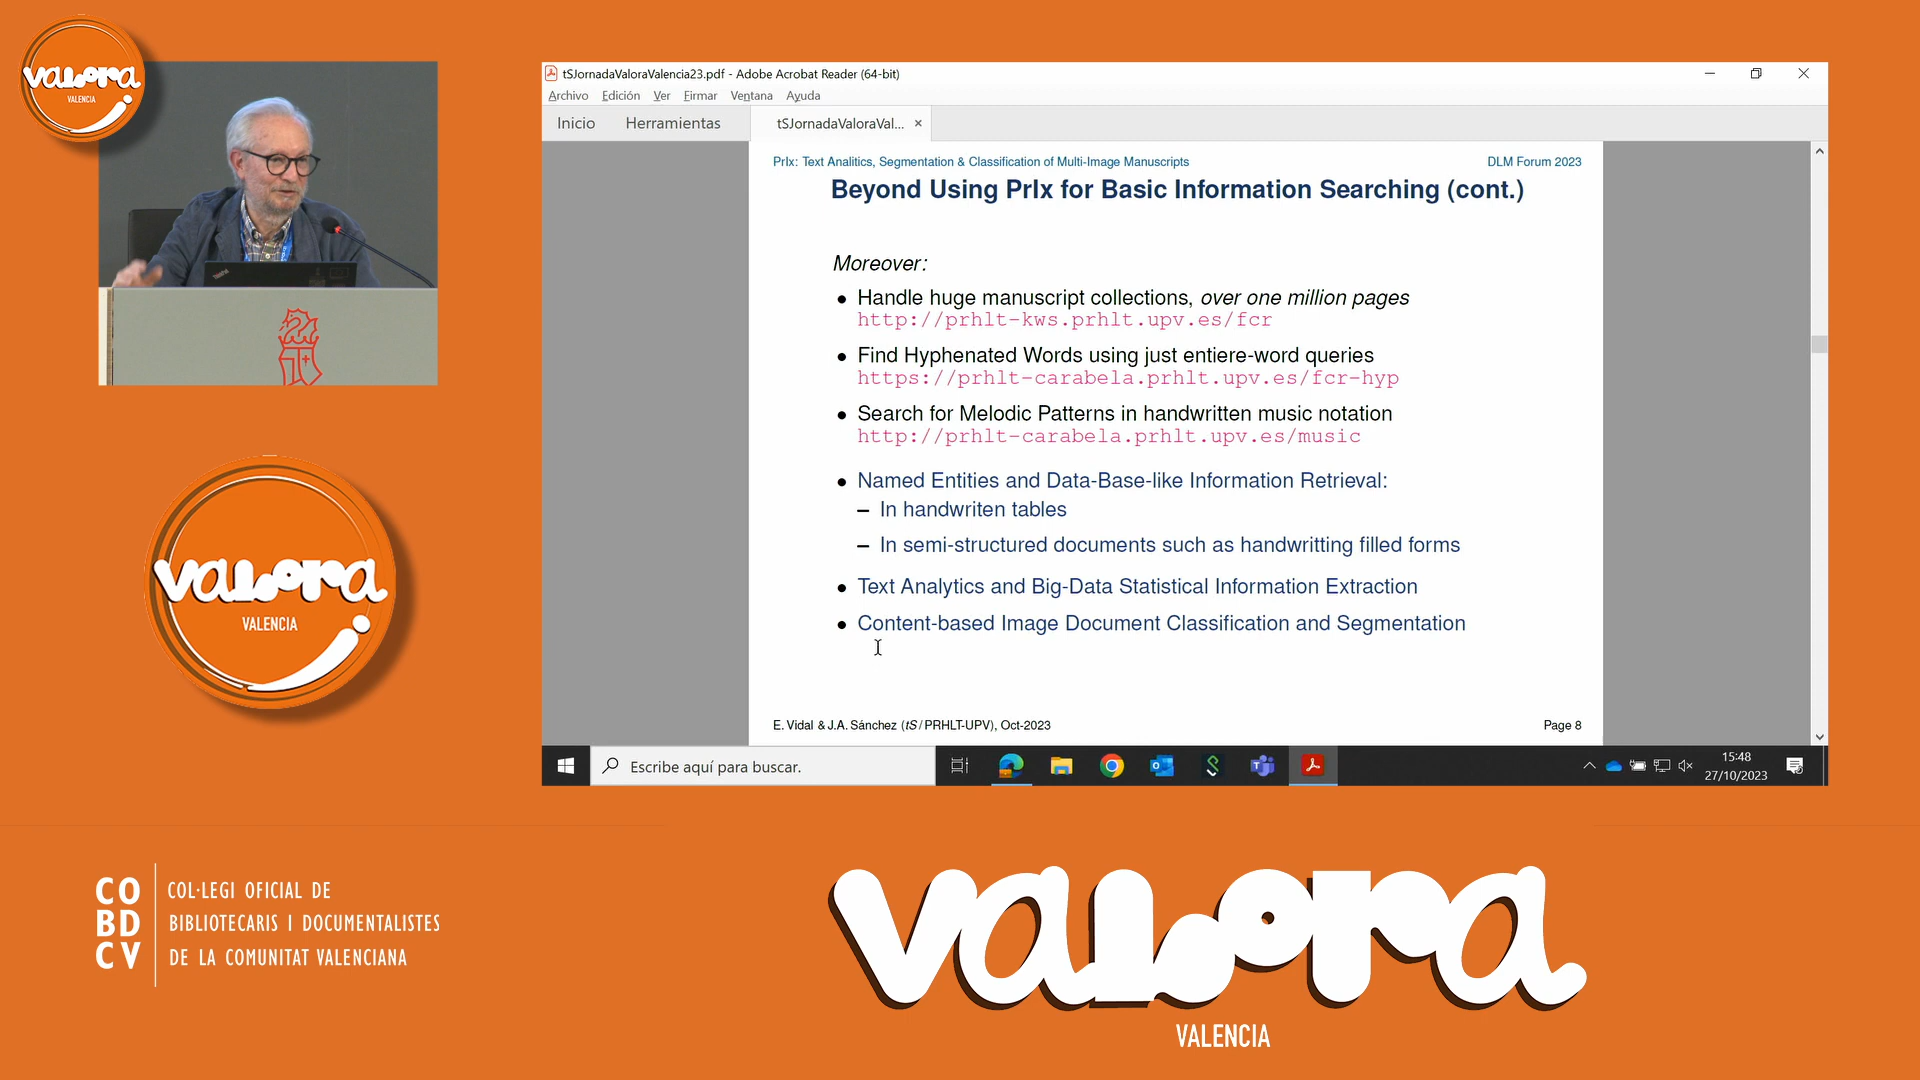 valora
VALENCIA
tSJornadaValoraValencia23.pdf - Adobe Acrobat Reader (64-bit)
Archivo Edición Ver Firmar Ventana Ayuda
Inicio Herramientas tSJornadaValoraVal... ×
PrIx: Text Analitics, Segmentation & Classification of Multi-Image Manuscripts DLM Forum 2023
Beyond Using PrIx for Basic Information Searching (cont.)
Moreover:
• Handle huge manuscript collections, over one million pages
http://prhlt-kws.prhlt.upv.es/fcr
• Find Hyphenated Words using just entiere-word queries
https://prhlt-carabela.prhlt.upv.es/fcr-hyp
• Search for Melodic Patterns in handwritten music notation
http://prhlt-carabela.prhlt.upv.es/music
• Named Entities and Data-Base-like Information Retrieval:
– In handwriten tables
– In semi-structured documents such as handwritting filled forms
• Text Analytics and Big-Data Statistical Information Extraction
• Content-based Image Document Classification and Segmentation
E. Vidal & J.A. Sánchez (tS / PRHLT-UPV), Oct-2023 Page 8
Escribe aquí para buscar.
15:48
27/10/2023
ThinkPad
valora
VALENCIA
CO
BD
CV
COL·LEGI OFICIAL DE
BIBLIOTECARIS I DOCUMENTALISTES
DE LA COMUNITAT VALENCIANA
valora
VALENCIA